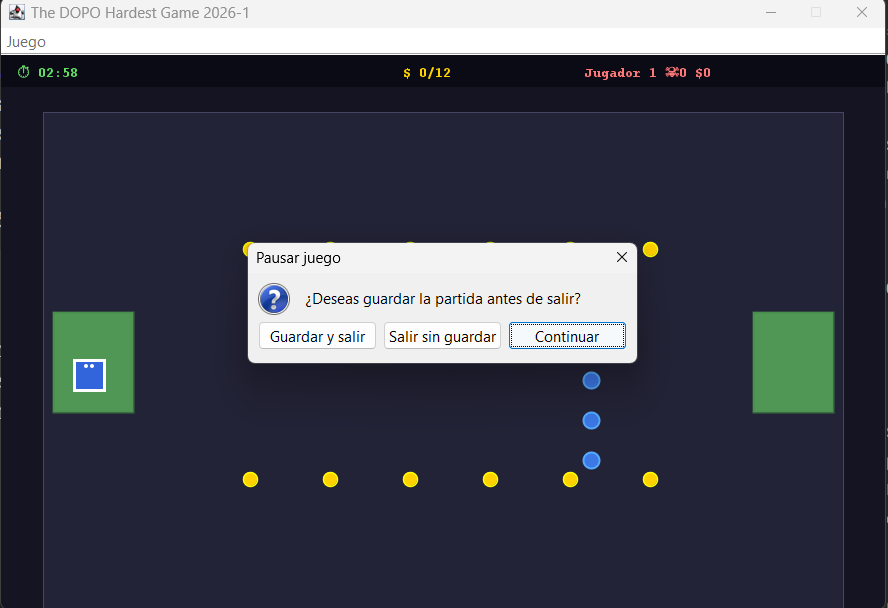 The DOPO Hardest Game 2026-1
Juego
02:58
$ 0/12
Jugador 1 ☠0 $0
Pausar juego
¿Deseas guardar la partida antes de salir?
Guardar y salir
Salir sin guardar
Continuar